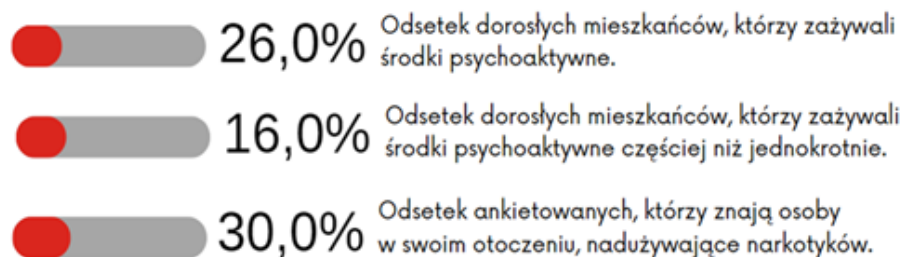 26,0% Odsetek dorosłych mieszkańców, którzy zażywali
środki psychoaktywne.
16,0% Odsetek dorosłych mieszkańców, którzy zażywali
środki psychoaktywne częściej niż jednokrotnie.
30,0% Odsetek ankietowanych, którzy znają osoby
w swoim otoczeniu, nadużywające narkotyków.